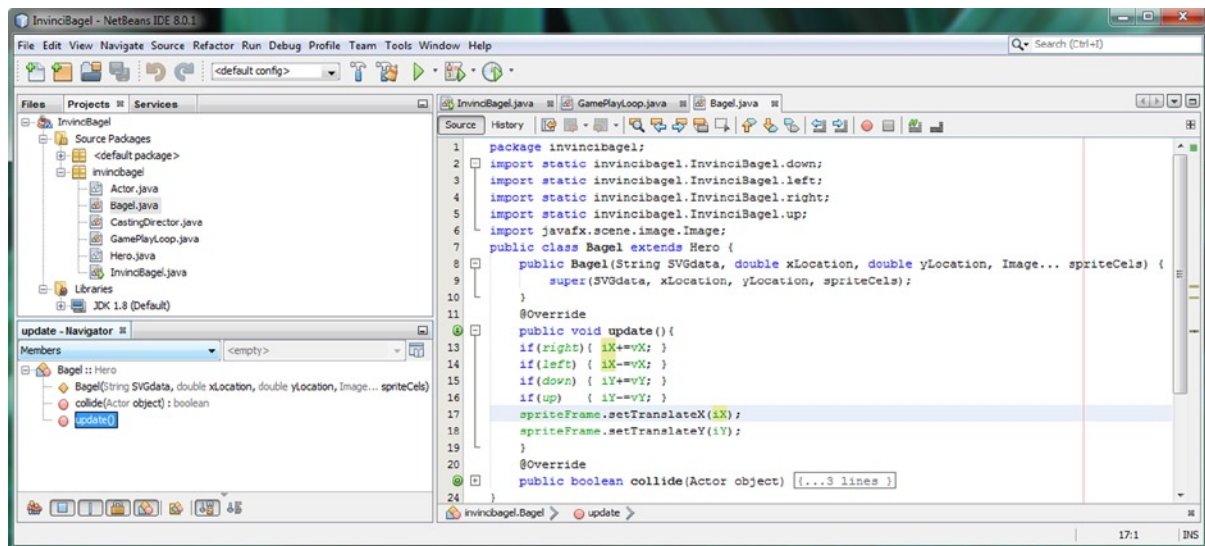 InvinciBagel - NetBeans IDE 8.0.1
File Edit View Navigate Source Refactor Run Debug Profile Team Tools Window Help
Search (Ctrl+I)
<default config>
Files Projects Services
InvinciBagel
Source Packages
<default package>
invincibagel
Actor.java
Bagel.java
CastingDirector.java
GamePlayLoop.java
Hero.java
InvinciBagel.java
Libraries
JDK 1.8 (Default)
update - Navigator
Members <empty>
Bagel :: Hero
Bagel(String SVGdata, double xLocation, double yLocation, Image... spriteCels)
collide(Actor object) : boolean
update()
InvinciBagel.java GamePlayLoop.java Bagel.java
Source History
1 package invincibagel;
2 import static invincibagel.InvinciBagel.down;
3 import static invincibagel.InvinciBagel.left;
4 import static invincibagel.InvinciBagel.right;
5 import static invincibagel.InvinciBagel.up;
6 import javafx.scene.image.Image;
7 public class Bagel extends Hero {
8 public Bagel(String SVGdata, double xLocation, double yLocation, Image... spriteCels) {
9 super(SVGdata, xLocation, yLocation, spriteCels);
10 }
11 @Override
public void update(){
13 if(right){ iX+=vX; }
14 if(left) { iX-=vX; }
15 if(down) { iY+=vY; }
16 if(up) { iY-=vY; }
17 spriteFrame.setTranslateX(iX);
18 spriteFrame.setTranslateY(iY);
19 }
20 @Override
public boolean collide(Actor object) {...3 lines }
24 }
invincibagel.Bagel update
17:1 INS